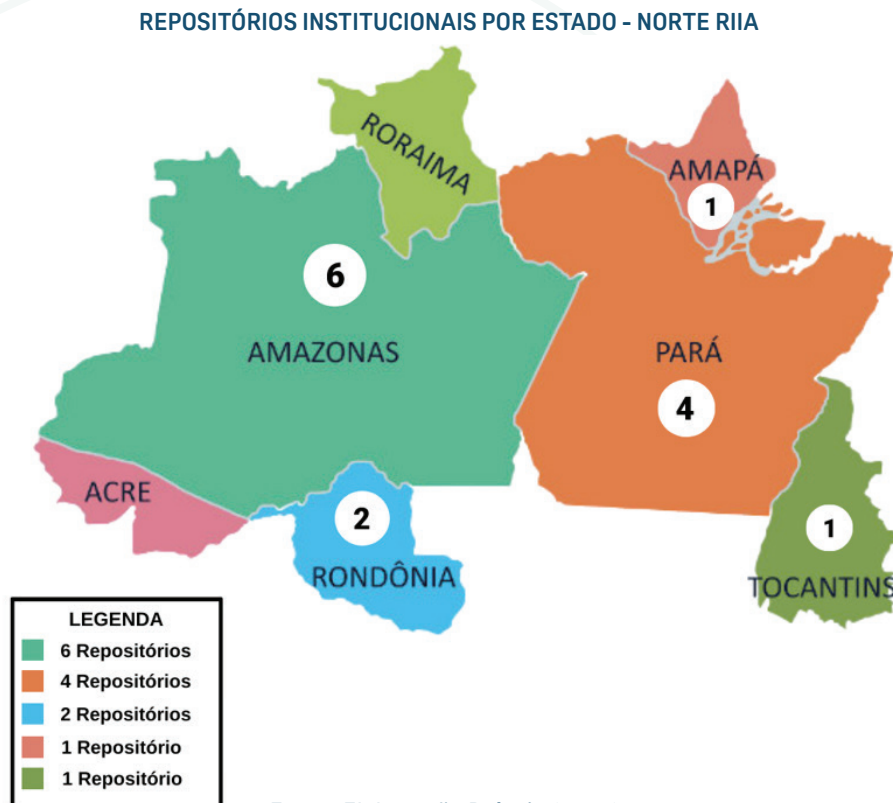 REPOSITÓRIOS INSTITUCIONAIS POR ESTADO - NORTE RIIA
RORAIMA
AMAPÁ
1
6
AMAZONAS
PARÁ
4
ACRE
2
RONDÔNIA
1
TOCANTINS
LEGENDA
6 Repositórios
4 Repositórios
2 Repositórios
1 Repositório
1 Repositório